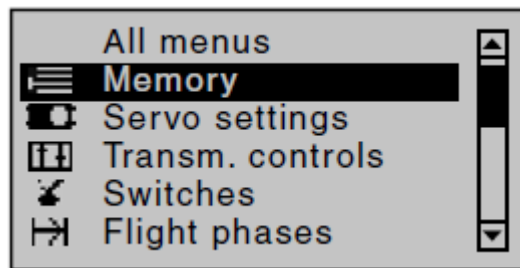 All menus
Memory
Servo settings
Transm. controls
Switches
Flight phases